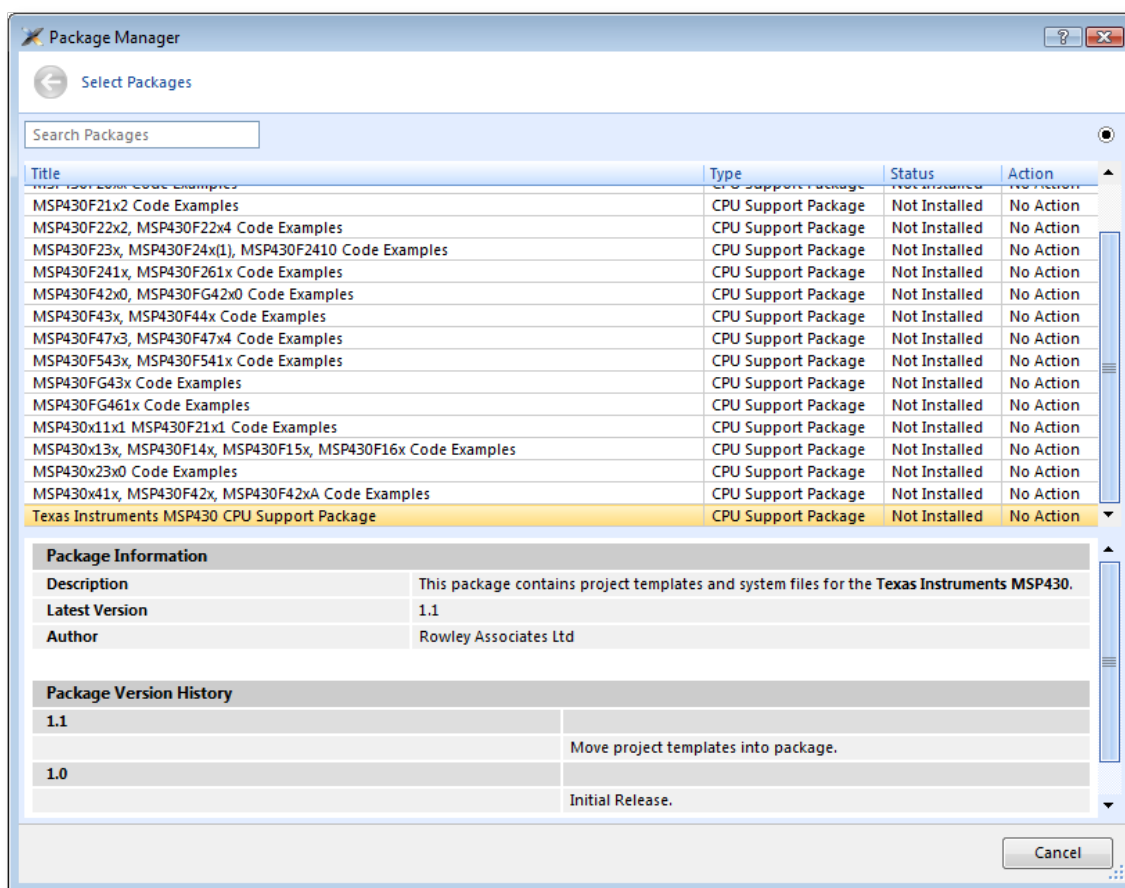 Package Manager
Select Packages
Search Packages
Title Type Status Action
MSP430F20xx Code Examples CPU Support Package Not Installed No Action
MSP430F21x2 Code Examples CPU Support Package Not Installed No Action
MSP430F22x2, MSP430F22x4 Code Examples CPU Support Package Not Installed No Action
MSP430F23x, MSP430F24x(1), MSP430F2410 Code Examples CPU Support Package Not Installed No Action
MSP430F241x, MSP430F261x Code Examples CPU Support Package Not Installed No Action
MSP430F42x0, MSP430FG42x0 Code Examples CPU Support Package Not Installed No Action
MSP430F43x, MSP430F44x Code Examples CPU Support Package Not Installed No Action
MSP430F47x3, MSP430F47x4 Code Examples CPU Support Package Not Installed No Action
MSP430F543x, MSP430F541x Code Examples CPU Support Package Not Installed No Action
MSP430FG43x Code Examples CPU Support Package Not Installed No Action
MSP430FG461x Code Examples CPU Support Package Not Installed No Action
MSP430x11x1 MSP430F21x1 Code Examples CPU Support Package Not Installed No Action
MSP430x13x, MSP430F14x, MSP430F15x, MSP430F16x Code Examples CPU Support Package Not Installed No Action
MSP430x23x0 Code Examples CPU Support Package Not Installed No Action
MSP430x41x, MSP430F42x, MSP430F42xA Code Examples CPU Support Package Not Installed No Action
Texas Instruments MSP430 CPU Support Package CPU Support Package Not Installed No Action
Package Information
Description This package contains project templates and system files for the Texas Instruments MSP430.
Latest Version 1.1
Author Rowley Associates Ltd
Package Version History
1.1
Move project templates into package.
1.0
Initial Release.
Cancel